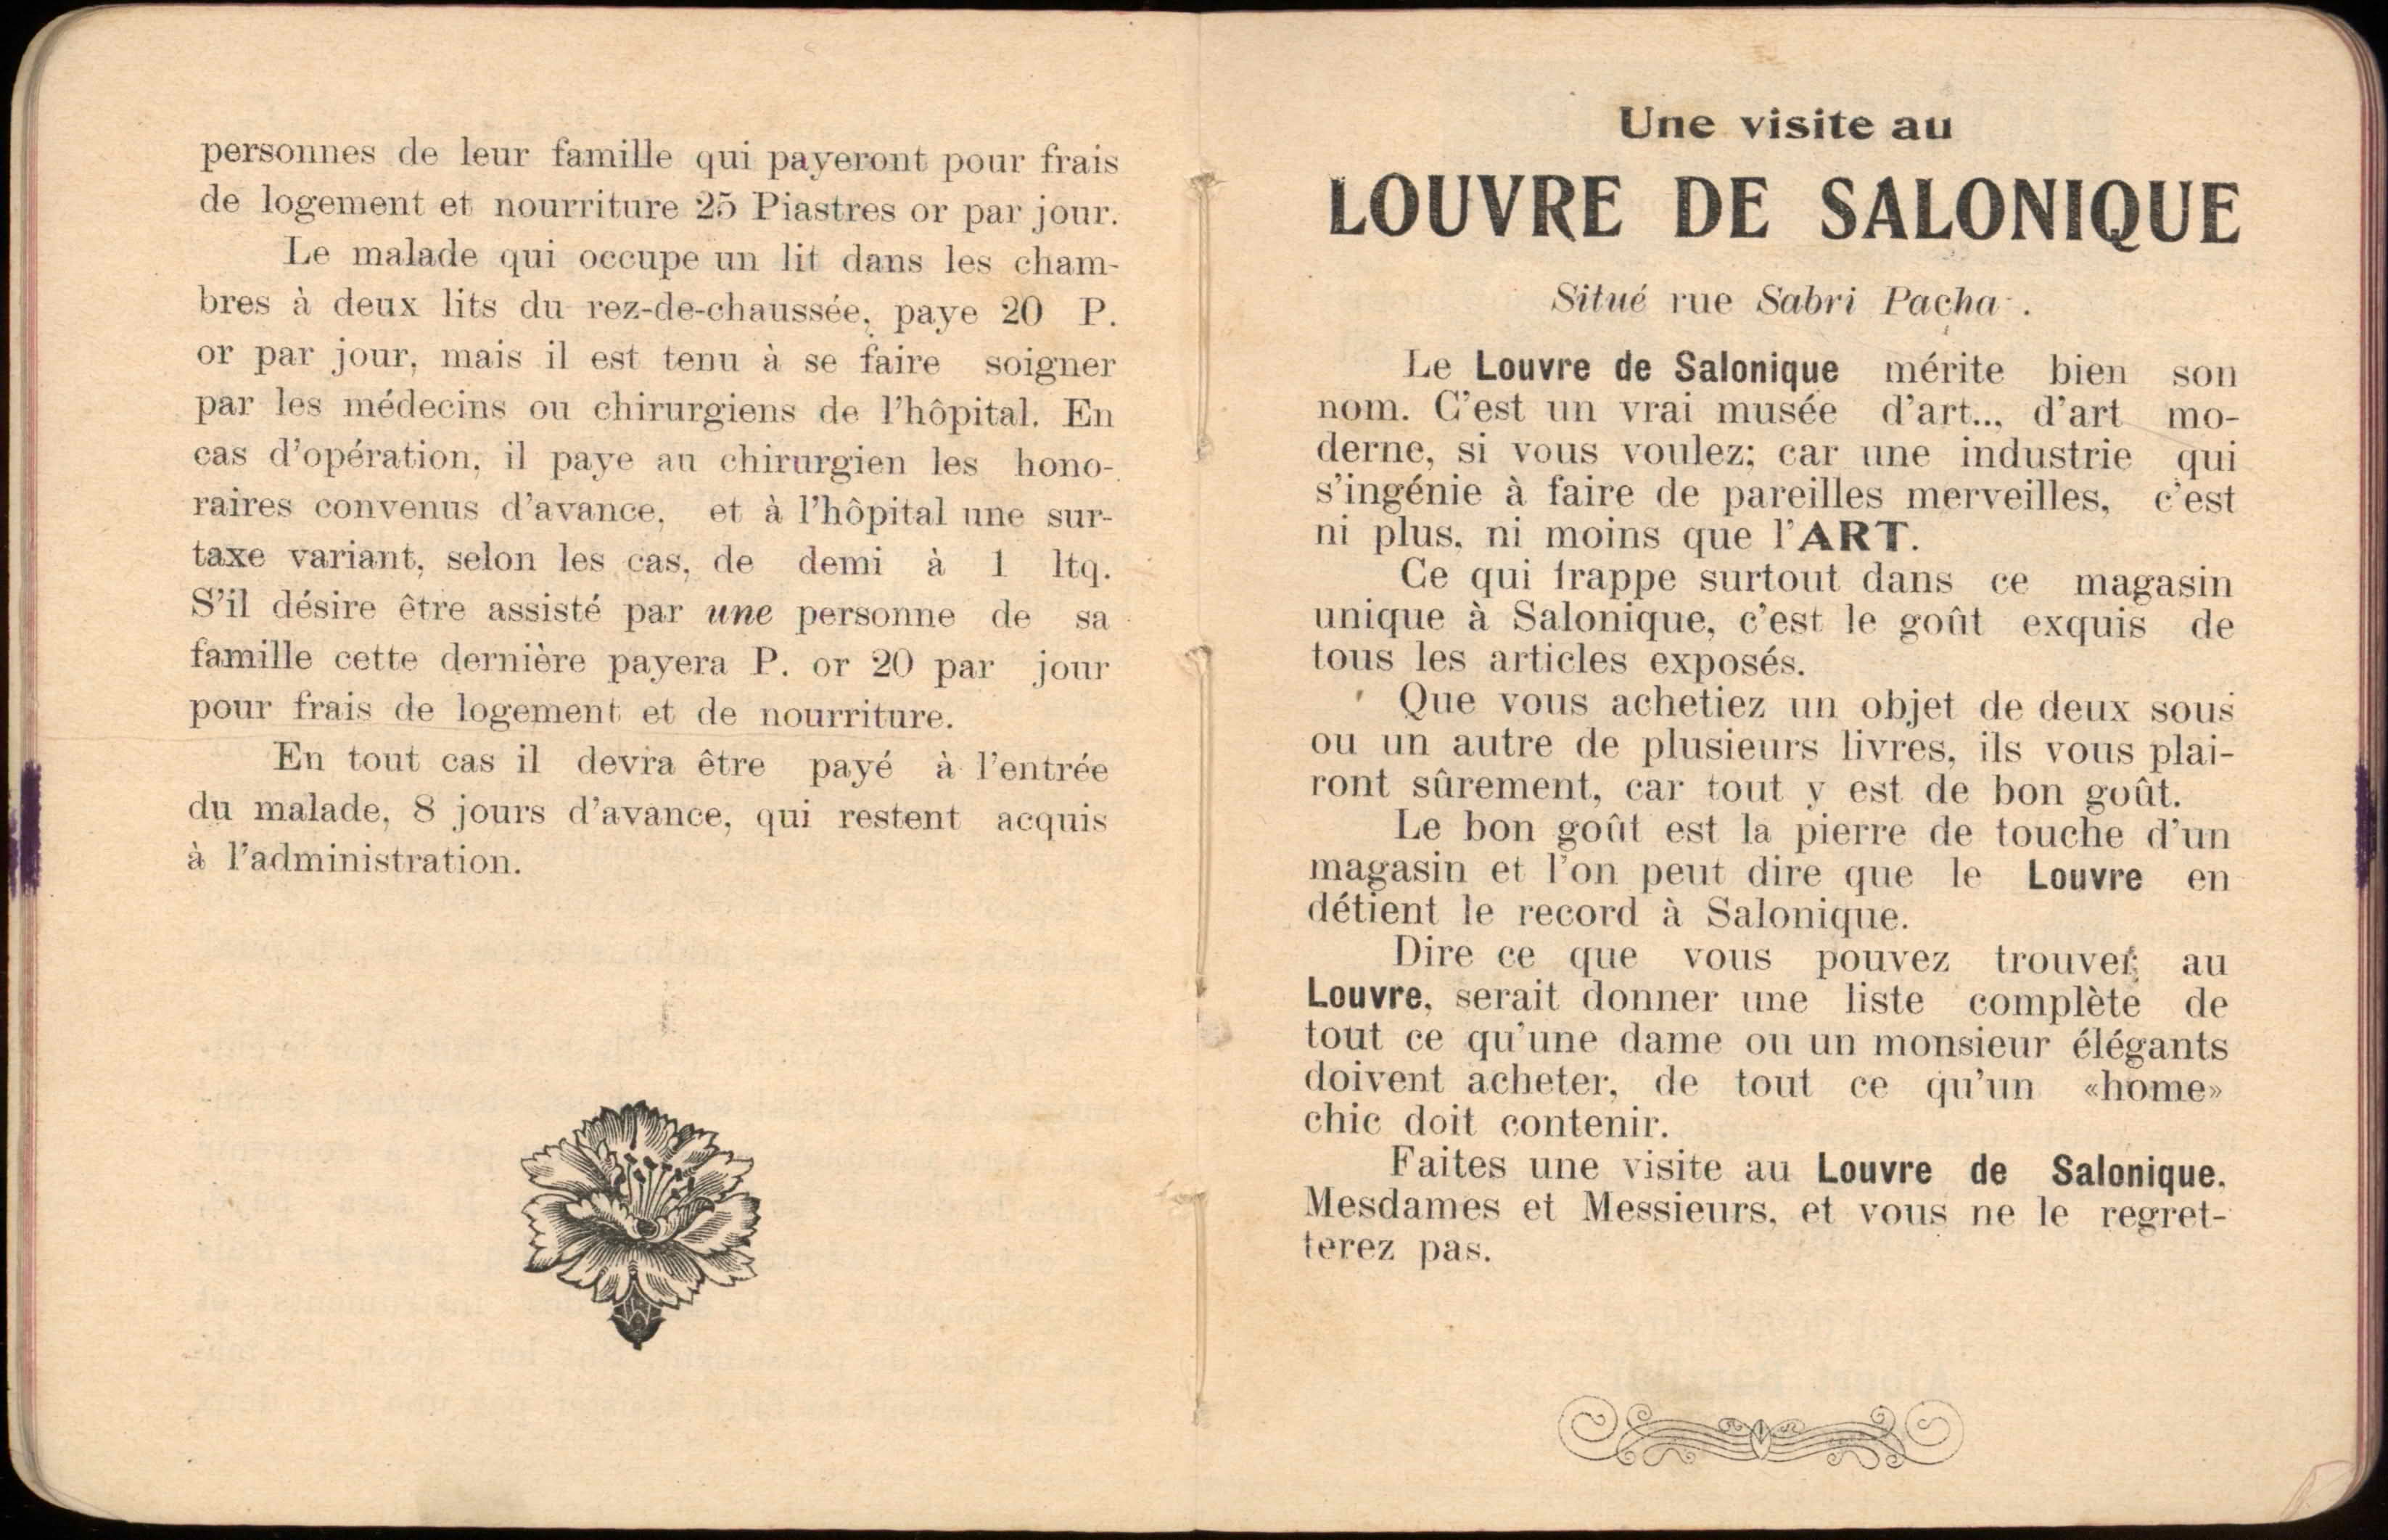 personnes de leur famille qui payeront pour frais
de logement et nourriture 25 Piastres or par jour.
Le malade qui occupe un lit dans les cham-
bres à deux lits du rez-de-chaussée, paye 20 P.
or par jour, mais il est tenu à se faire soigner
par les médecins ou chirurgiens de l'hôpital. En
cas d'opération, il paye au chirurgien les hono-
raires convenus d'avance, et à l'hôpital une sur-
taxe variant, selon les cas, de demi à 1 ltq.
S'il désire être assisté par une personne de sa
famille cette dernière payera P. or 20 par jour
pour frais de logement et de nourriture.
En tout cas il devra être payé à l'entrée
du malade, 8 jours d'avance, qui restent acquis
à l'administration.
Une visite au
LOUVRE DE SALONIQUE
Situé rue Sabri Pacha.
Le Louvre de Salonique mérite bien son
nom. C'est un vrai musée d'art..., d'art mo-
derne, si vous voulez; car une industrie qui
s'ingénie à faire de pareilles merveilles, c'est
ni plus, ni moins que l'ART.
Ce qui frappe surtout dans ce magasin
unique à Salonique, c'est le goût exquis de
tous les articles exposés.
Que vous achetiez un objet de deux sous
ou un autre de plusieurs livres, ils vous plai-
ront sûrement, car tout y est de bon goût.
Le bon goût est la pierre de touche d'un
magasin et l'on peut dire que le Louvre en
détient le record à Salonique.
Dire ce que vous pouvez trouver au
Louvre, serait donner une liste complète de
tout ce qu'une dame ou un monsieur élégants
doivent acheter, de tout ce qu'un «home»
chic doit contenir.
Faites une visite au Louvre de Salonique.
Mesdames et Messieurs, et vous ne le regret-
terez pas.